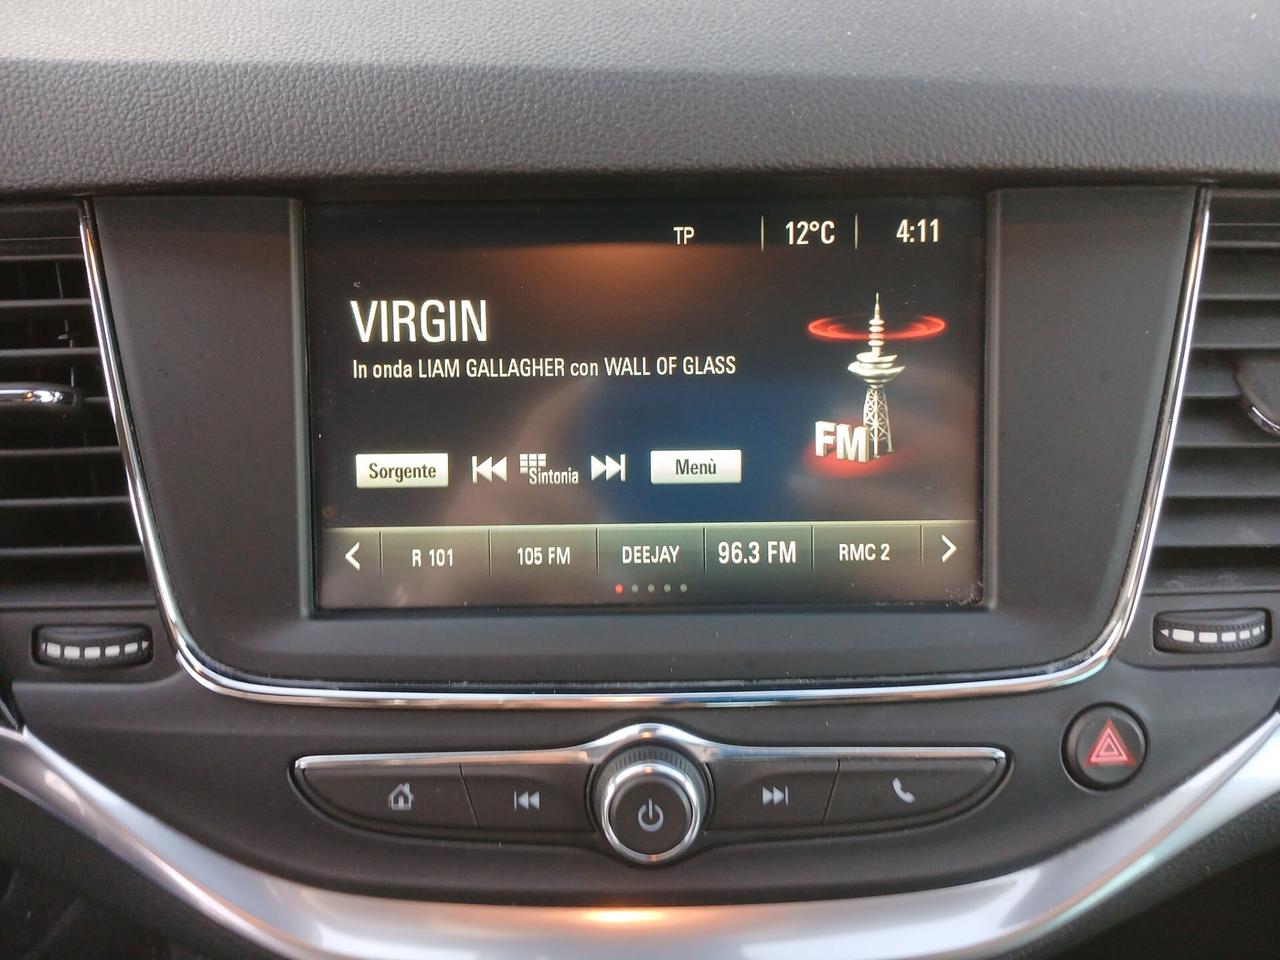 TP 12°C 4:11
VIRGIN
In onda LIAM GALLAGHER con WALL OF GLASS
FM
Sorgente Sintonia Menù
R 101 105 FM DEEJAY 96.3 FM RMC 2